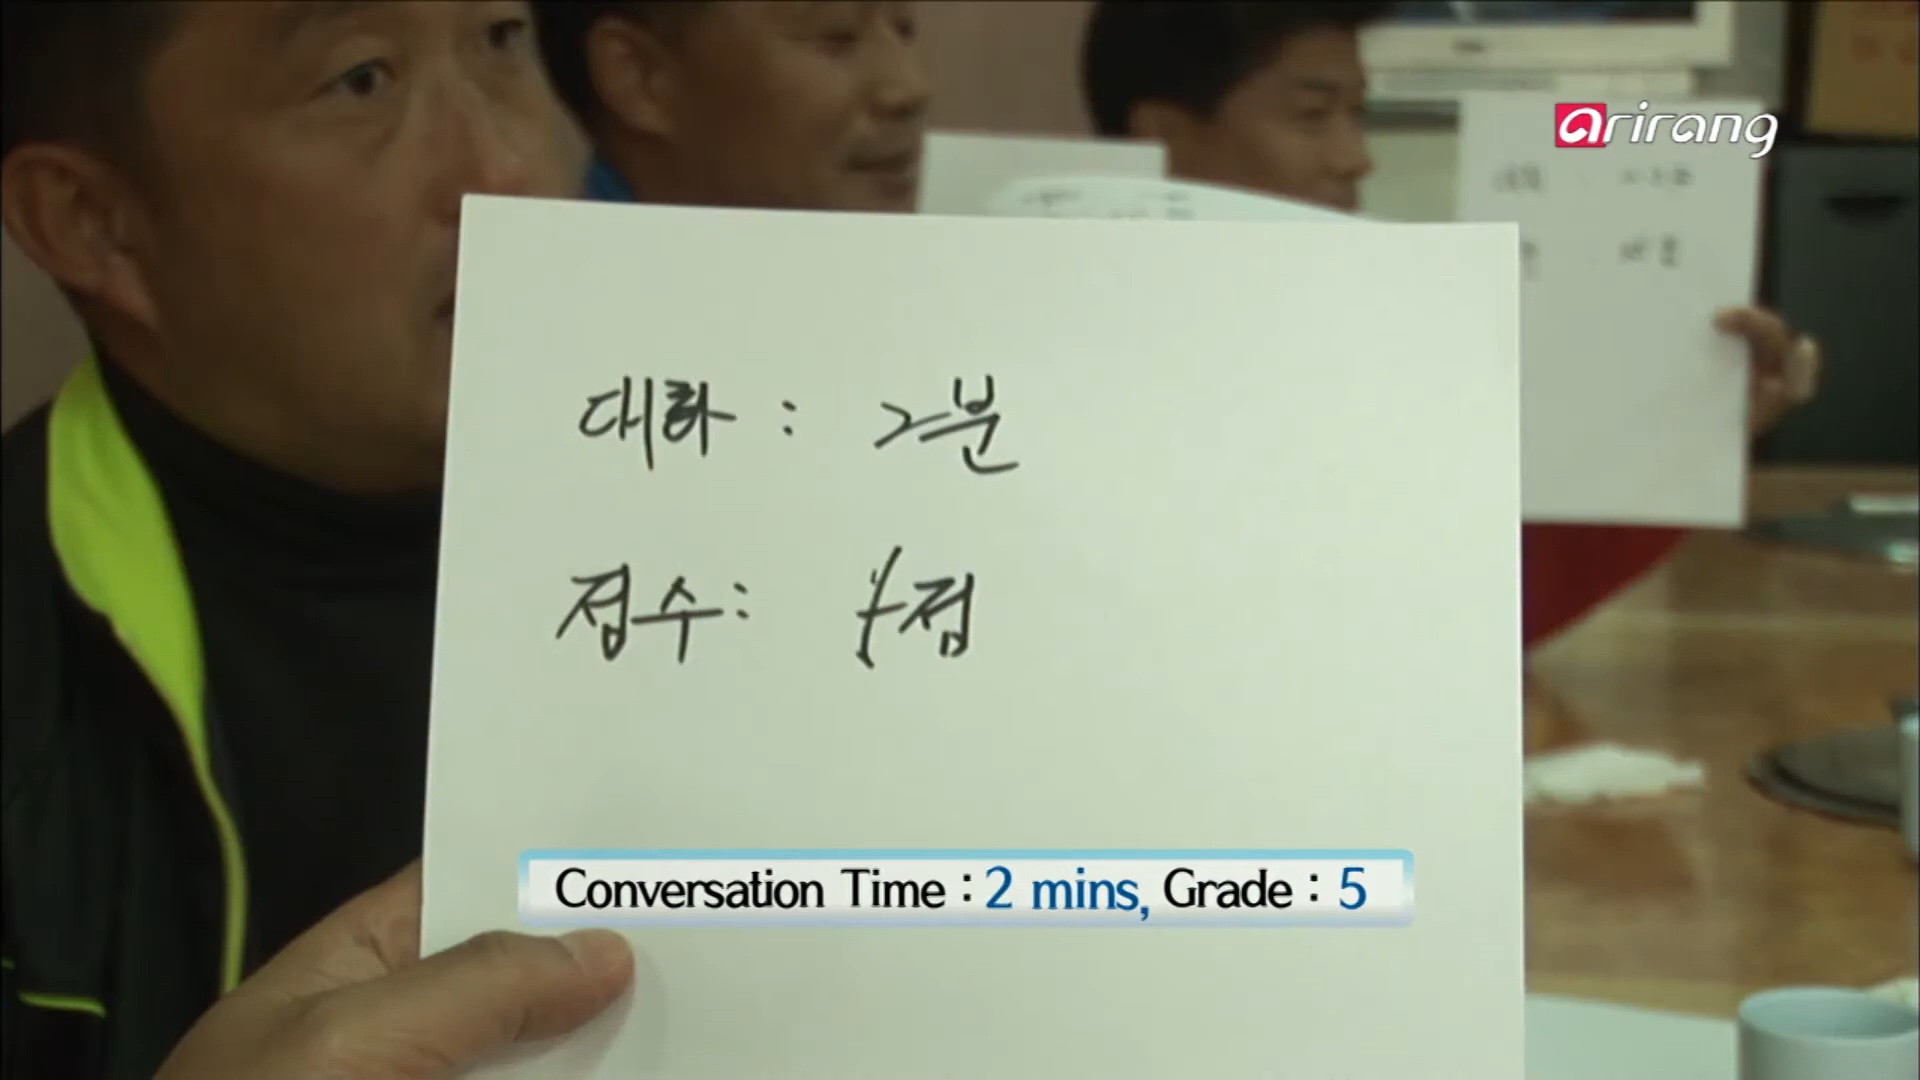 arirang
대화 : 2분
점수 : 5점
Conversation Time : 2 mins, Grade : 5